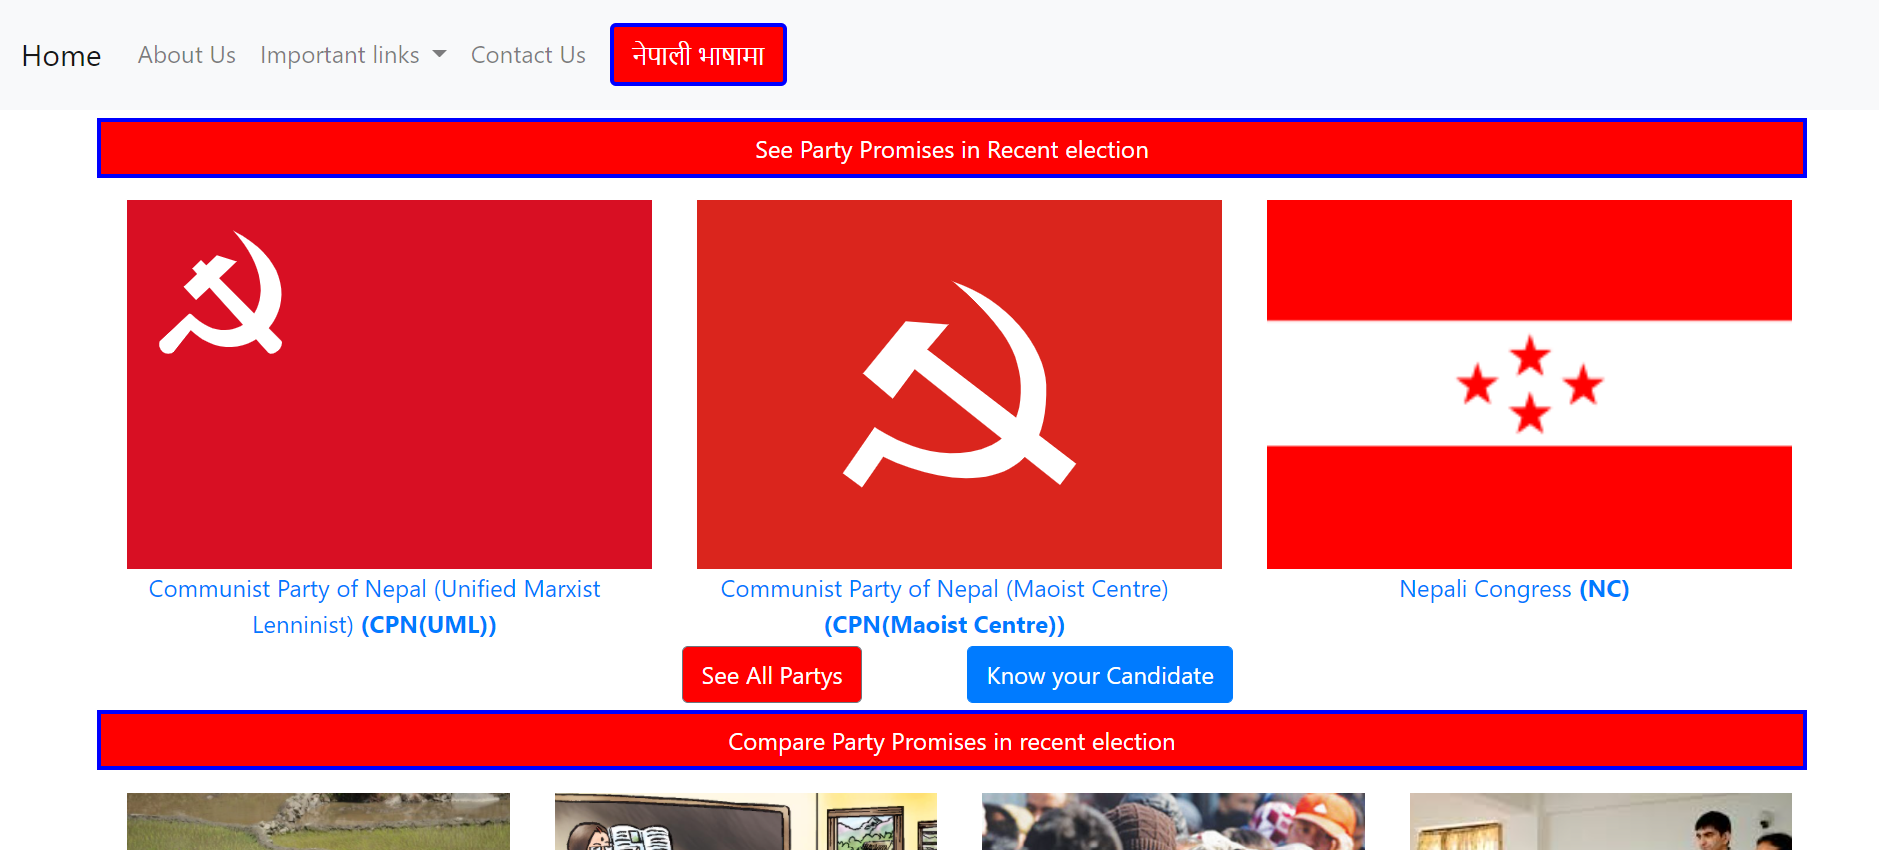 Home About Us Important links Contact Us नेपाली भाषामा
See Party Promises in Recent election
Communist Party of Nepal (Unified Marxist
Lenninist) (CPN(UML))
Communist Party of Nepal (Maoist Centre)
(CPN(Maoist Centre))
Nepali Congress (NC)
See All Partys Know your Candidate
Compare Party Promises in recent election